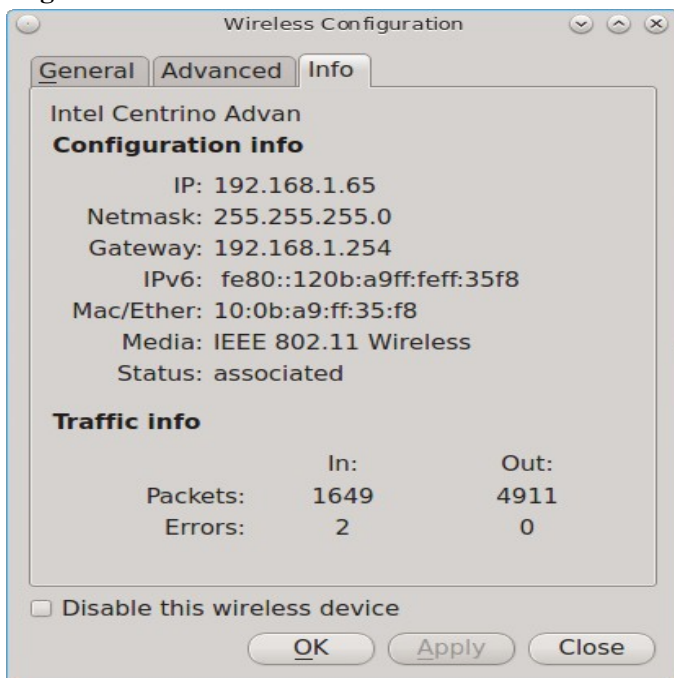 Wireless Configuration
General Advanced Info
Intel Centrino Advan
Configuration info
IP: 192.168.1.65
Netmask: 255.255.255.0
Gateway: 192.168.1.254
IPv6: fe80::120b:a9ff:feff:35f8
Mac/Ether: 10:0b:a9:ff:35:f8
Media: IEEE 802.11 Wireless
Status: associated
Traffic info
In: Out:
Packets: 1649 4911
Errors: 2 0
Disable this wireless device
OK Apply Close